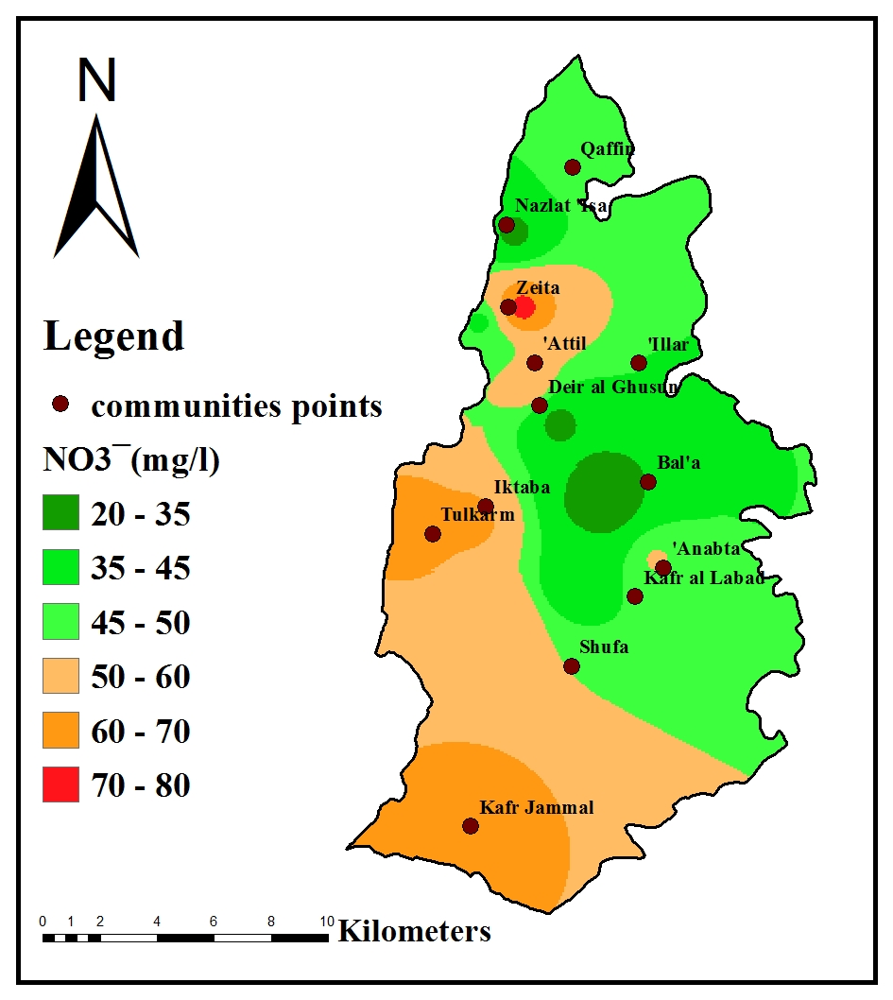 N
Qaffin
Nazlat 'Isa
Zeita
'Attil
'Illar
Deir al Ghusun
Bal'a
Iktaba
Tulkarm
'Anabta
Kafr al Labad
Shufa
Kafr Jammal
Legend
communities points
NO3¯(mg/l)
20 - 35
35 - 45
45 - 50
50 - 60
60 - 70
70 - 80
0 1 2 4 6 8 10 Kilometers